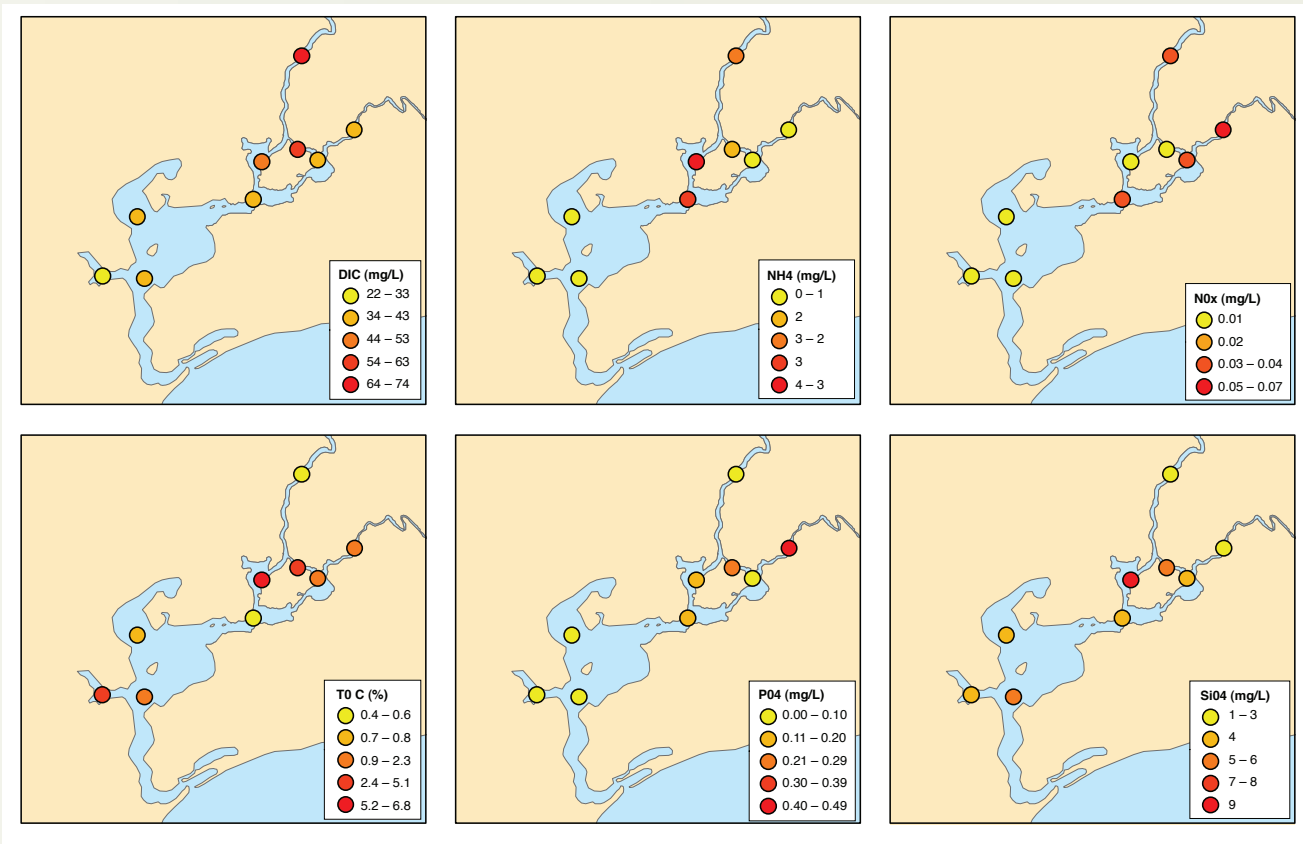 DIC (mg/L)
22 – 33
34 – 43
44 – 53
54 – 63
64 – 74
NH4 (mg/L)
0 – 1
2
3 – 2
3
4 – 3
N0x (mg/L)
0.01
0.02
0.03 – 0.04
0.05 – 0.07
T0 C (%)
0.4 – 0.6
0.7 – 0.8
0.9 – 2.3
2.4 – 5.1
5.2 – 6.8
P04 (mg/L)
0.00 – 0.10
0.11 – 0.20
0.21 – 0.29
0.30 – 0.39
0.40 – 0.49
Si04 (mg/L)
1 – 3
4
5 – 6
7 – 8
9